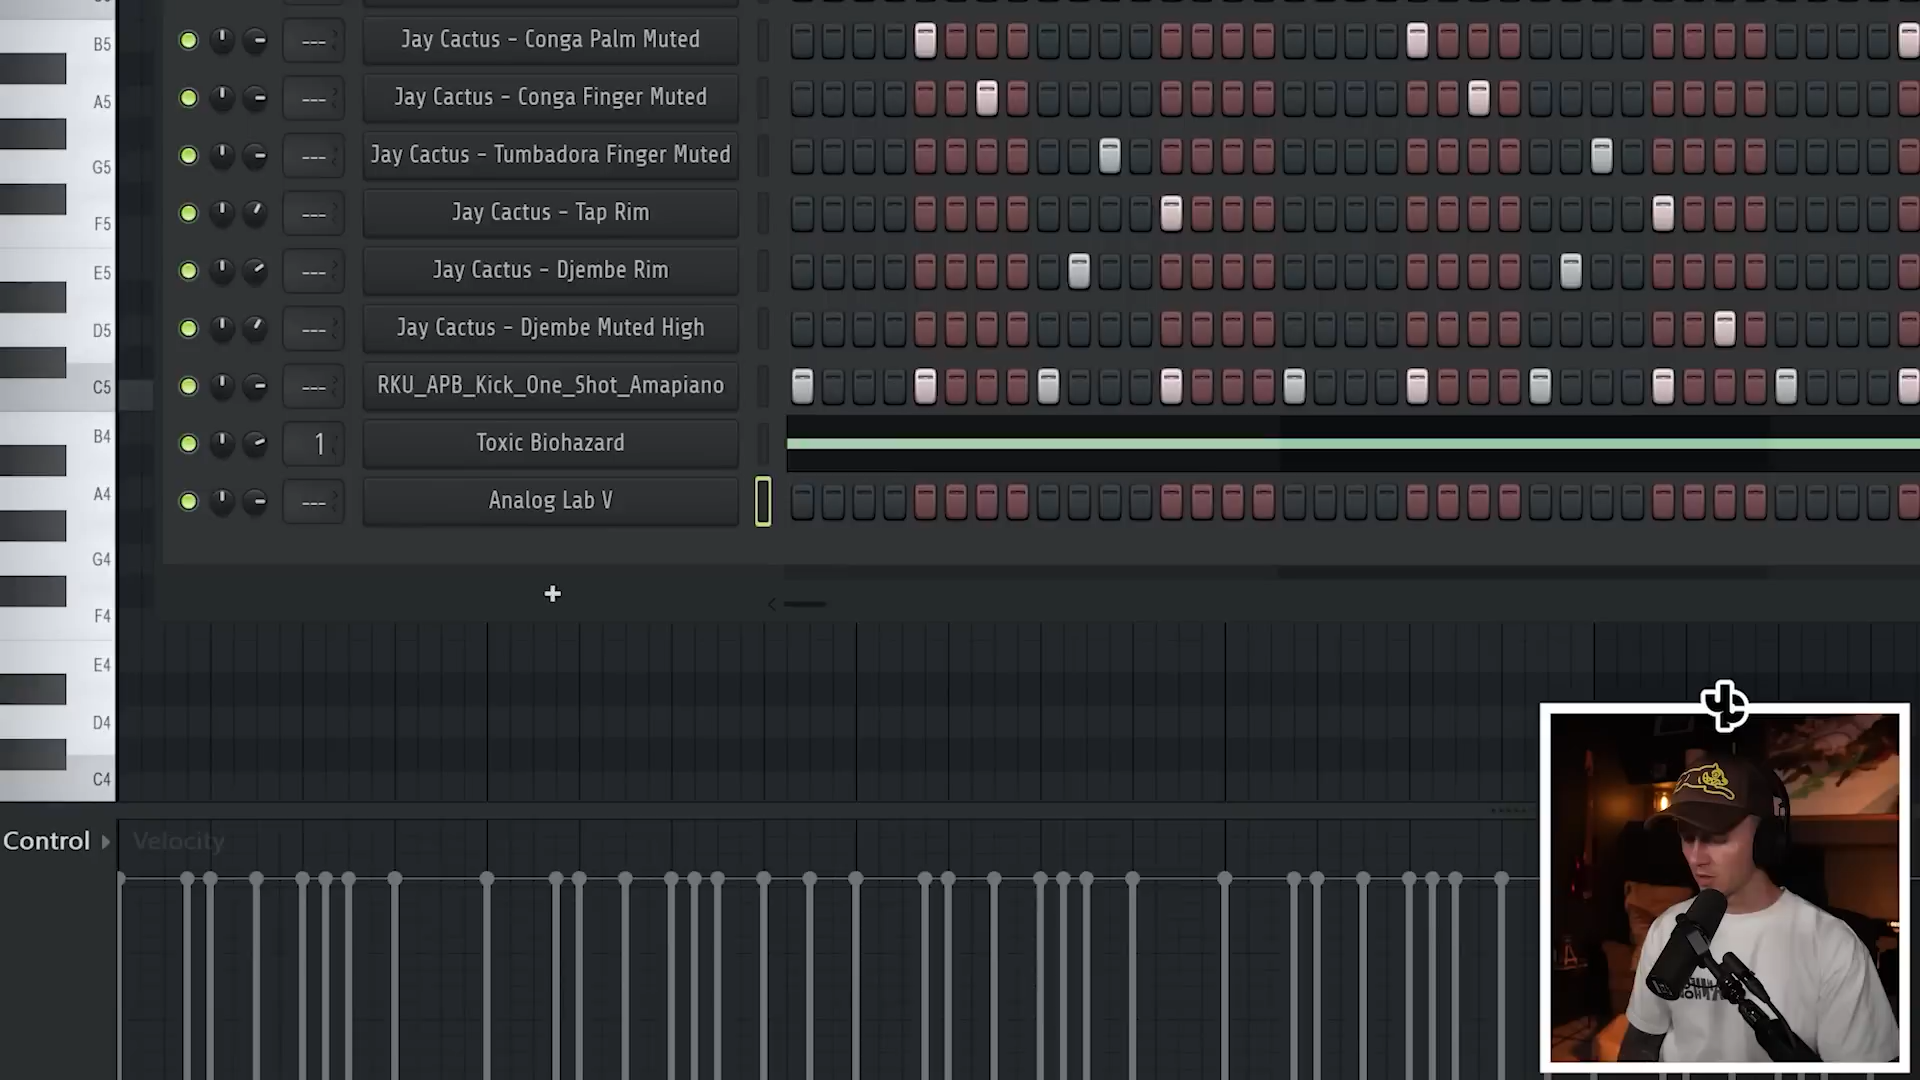 B5
Jay Cactus - Conga Palm Muted
A5
Jay Cactus - Conga Finger Muted
G5
Jay Cactus - Tumbadora Finger Muted
F5
Jay Cactus - Tap Rim
E5
Jay Cactus - Djembe Rim
D5
Jay Cactus - Djembe Muted High
C5
RKU_APB_Kick_One_Shot_Amapiano
B4
1
Toxic Biohazard
A4
Analog Lab V
G4
+
F4
E4
D4
C4
Control
Velocity